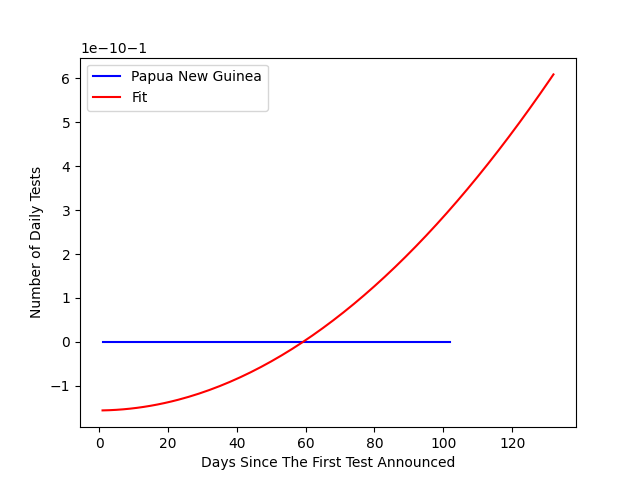 1e−10−1
Papua New Guinea
Fit
6
5
4
3
2
1
0
−1
Number of Daily Tests
0 20 40 60 80 100 120
Days Since The First Test Announced